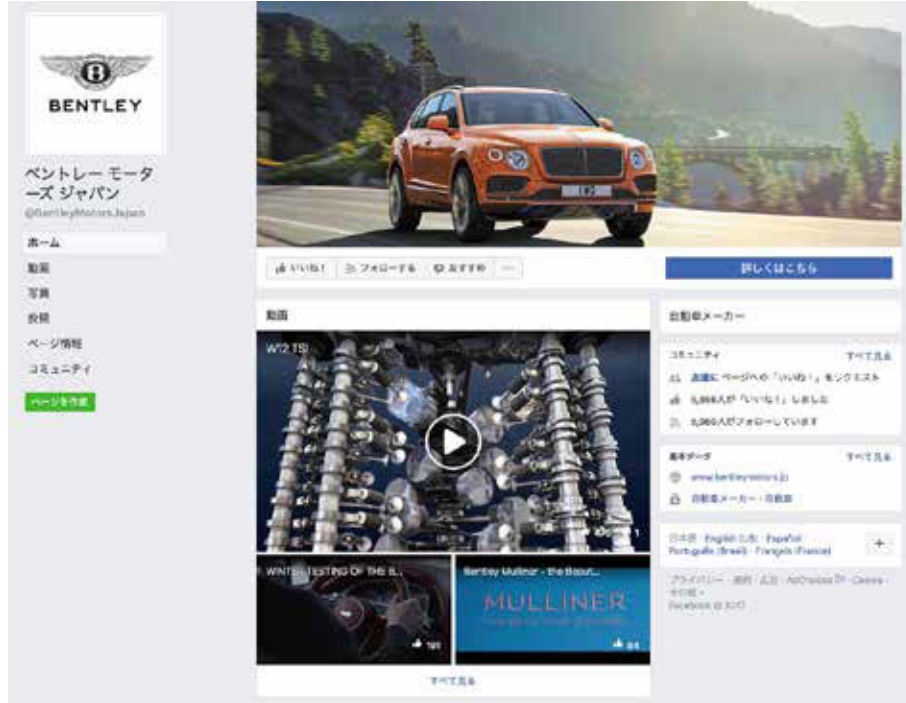 BENTLEY
ベントレー モータ
ーズ ジャパン
@BentleyMotorsJapan
ホーム
動画
写真
投稿
ページ情報
コミュニティ
ページを作成
いいね！ フォローする おすすめ ...
詳しくはこちら
動画
W12 TSI
WINTER TESTING OF THE B...
Bentley Mulliner - the Beaut...
MULLINER
すべて見る
自動車メーカー
コミュニティ すべて見る
友達に ページへの「いいね！」をリクエスト
人が「いいね！」しました
人がフォローしています
基本データ すべて見る
www.bentleymotors.jp
自動車メーカー · 自動車
日本語 · English (US) · Español
Português (Brasil) · Français (France)
+
プライバシー · 規約 · 広告 · AdChoices · Cookie ·
その他
Facebook © 2017